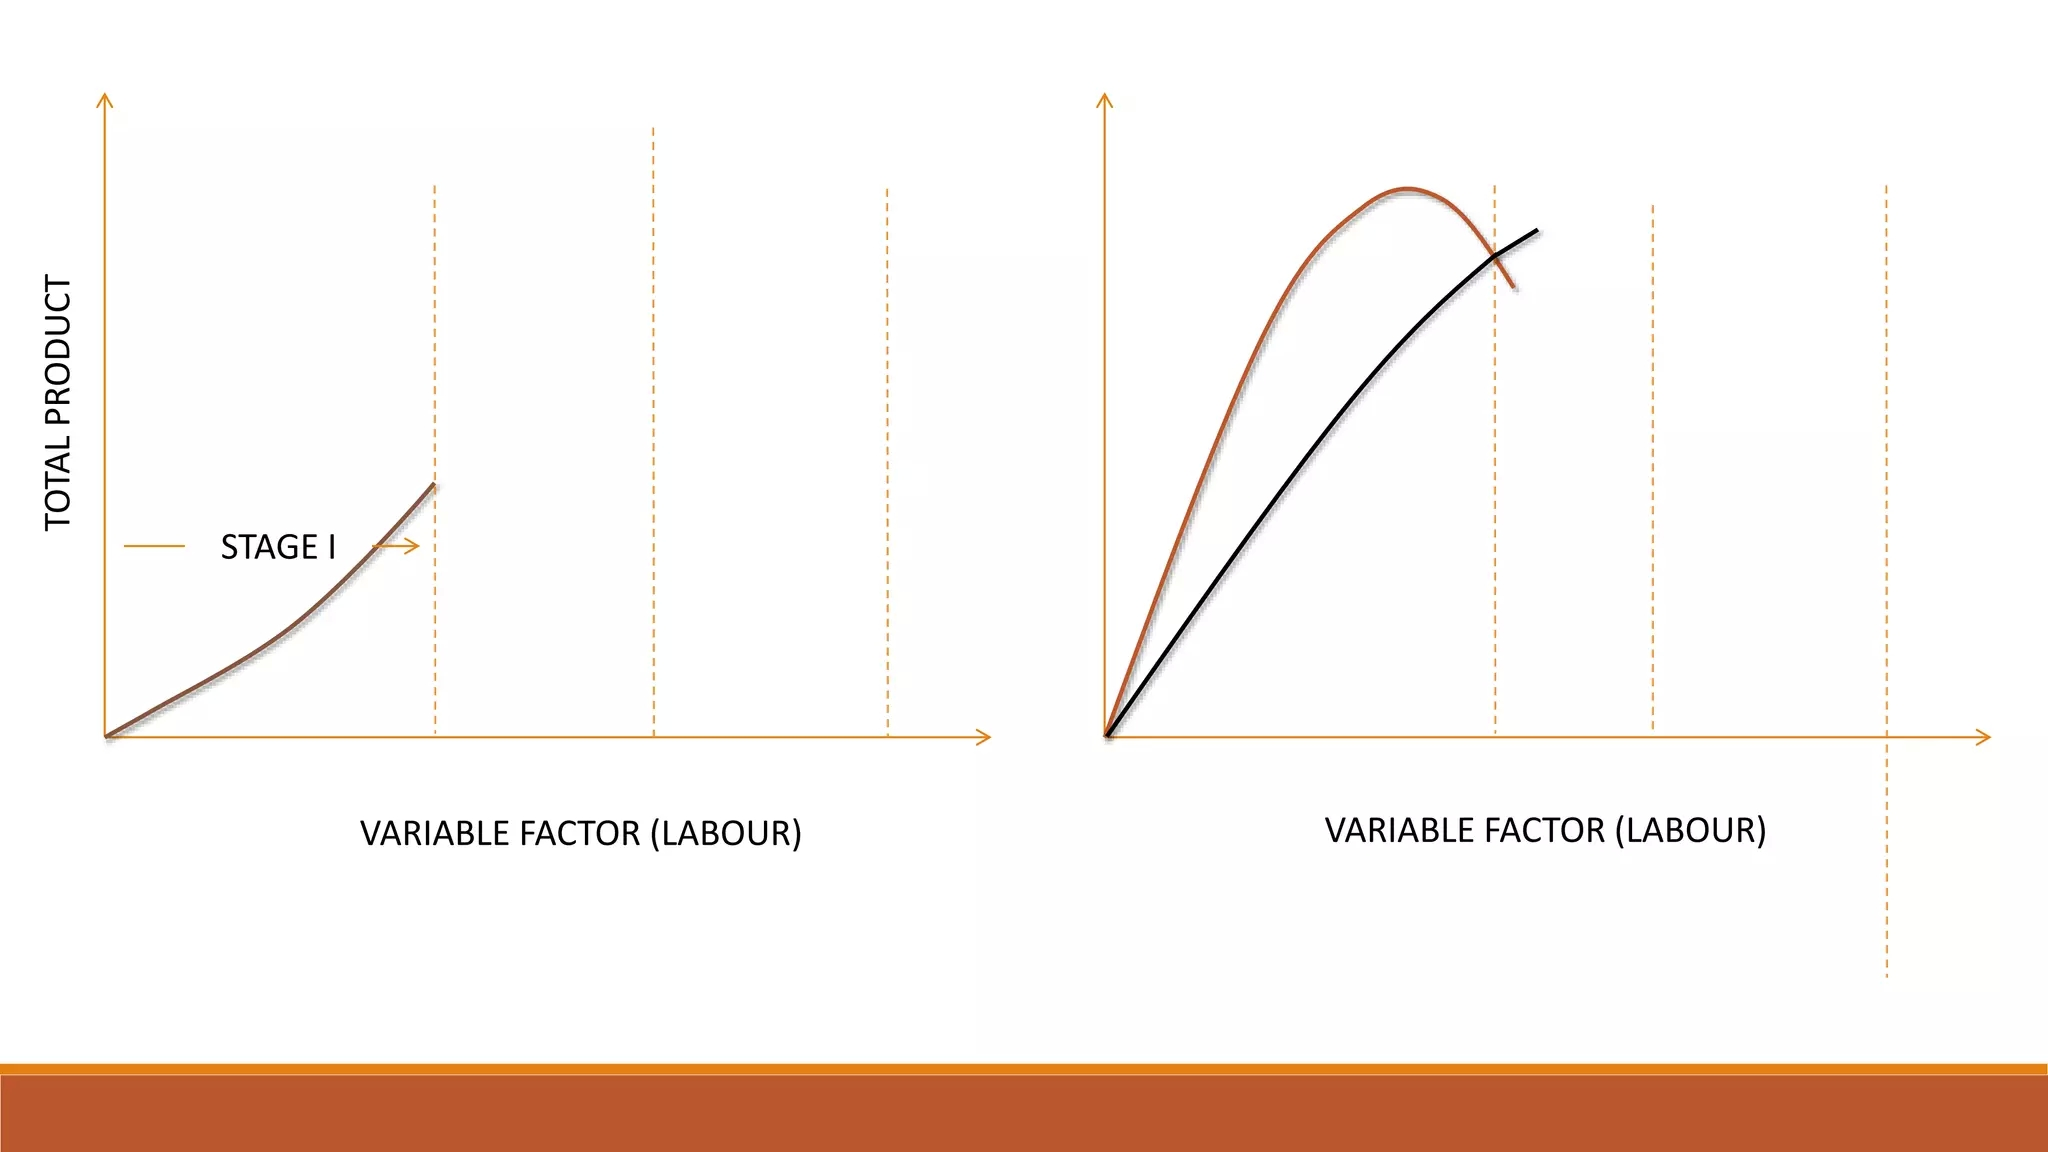 TOTAL PRODUCT
STAGE I
VARIABLE FACTOR (LABOUR)
VARIABLE FACTOR (LABOUR)